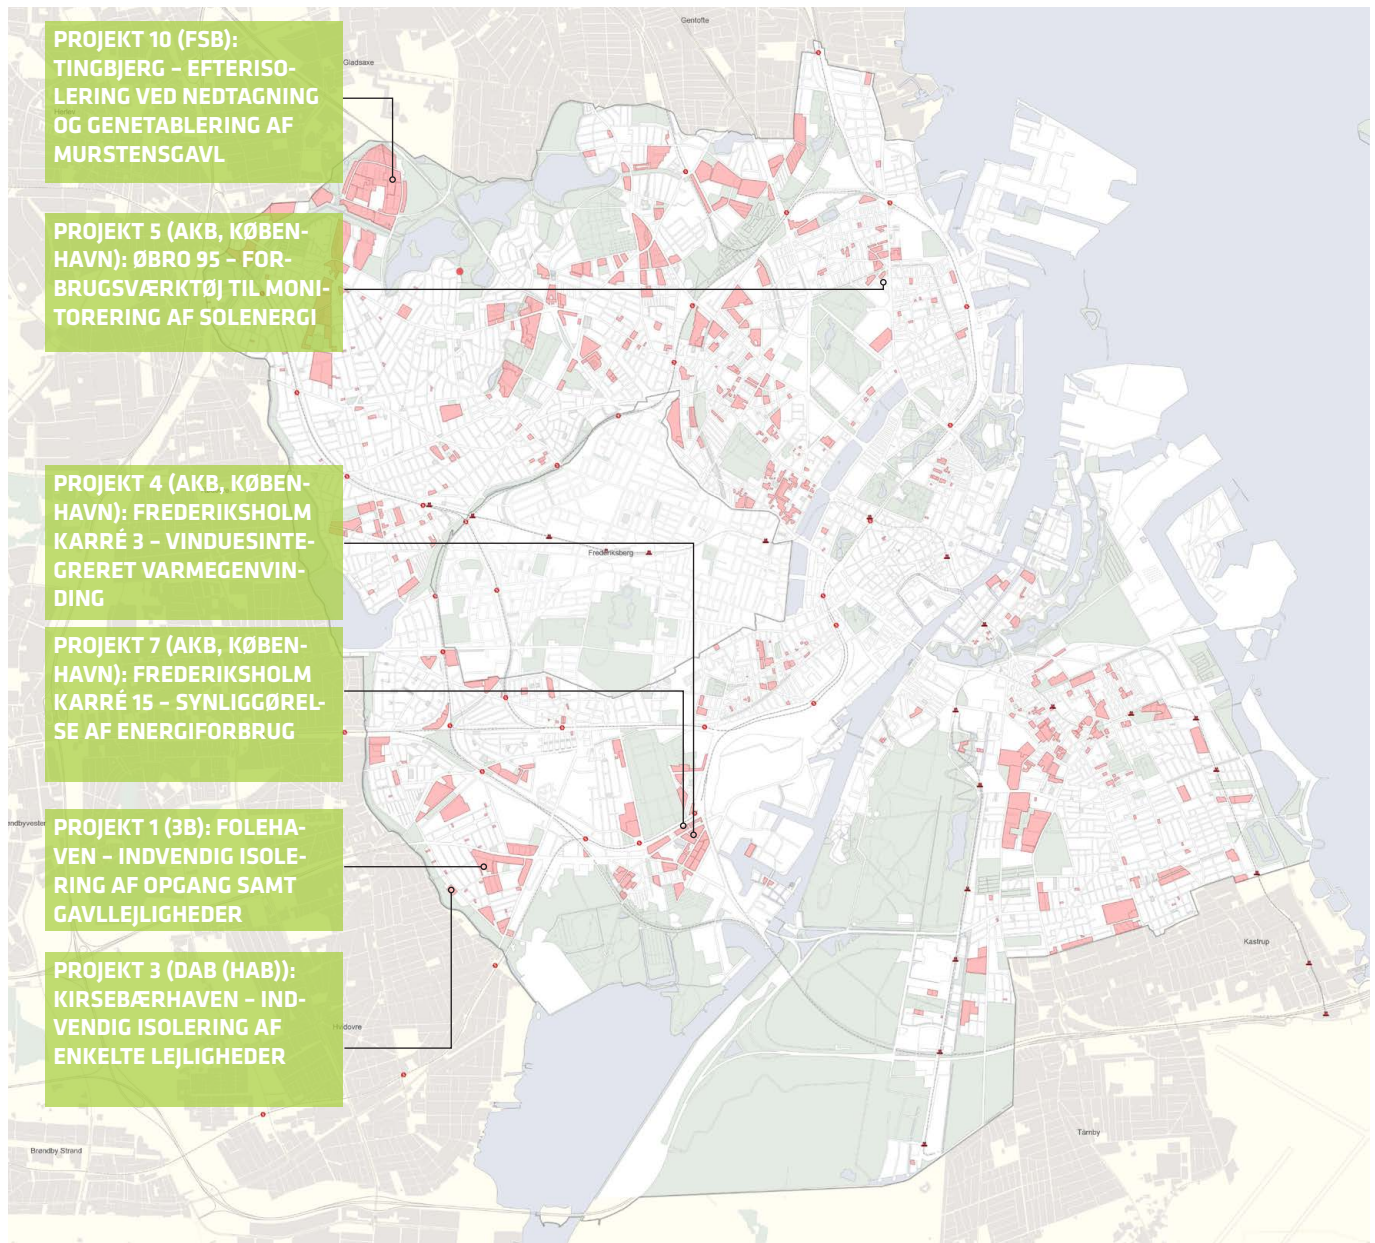 Gentofte
PROJEKT 10 (FSB):
TINGBJERG – EFTERISO-
LERING VED NEDTAGNING
OG GENETABLERING AF
MURSTENSGAVL
Gladsaxe
Herlev
PROJEKT 5 (AKB, KØBEN-
HAVN): ØBRO 95 – FOR-
BRUGSVÆRKTØJ TIL MONI-
TORERING AF SOLENERGI
PROJEKT 4 (AKB, KØBEN-
HAVN): FREDERIKSHOLM
KARRÉ 3 – VINDUESINTE-
GRERET VARMEGENVIN-
DING
Frederiksberg
PROJEKT 7 (AKB, KØBEN-
HAVN): FREDERIKSHOLM
KARRÉ 15 – SYNLIGGØREL-
SE AF ENERGIFORBRUG
PROJEKT 1 (3B): FOLEHA-
VEN – INDVENDIG ISOLE-
RING AF OPGANG SAMT
GAVLLEJLIGHEDER
ndbyvester
PROJEKT 3 (DAB (HAB)):
KIRSEBÆRHAVEN – IND-
VENDIG ISOLERING AF
ENKELTE LEJLIGHEDER
Kastrup
Hvidovre
Tårnby
Brøndby Strand